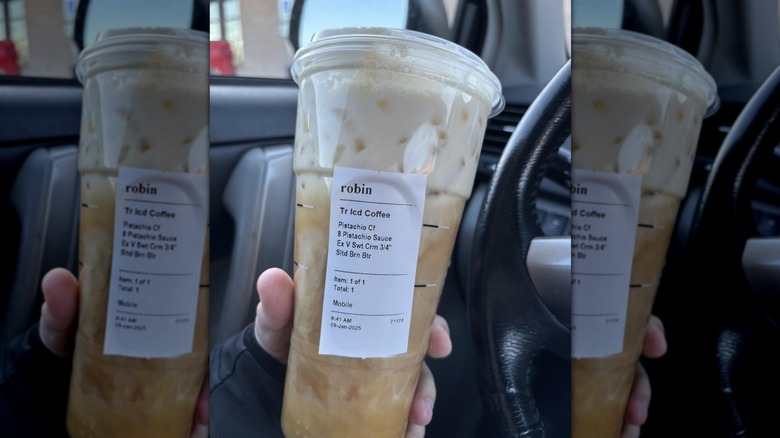 robin
Tr Icd Coffee
Pistachio Cf
8 Pistachio Sauce
Ex V Swt Crm 3/4"
Sltd Brn Btr
Item: 1 of 1
Total: 1
Mobile
AM
09-Jan-2025